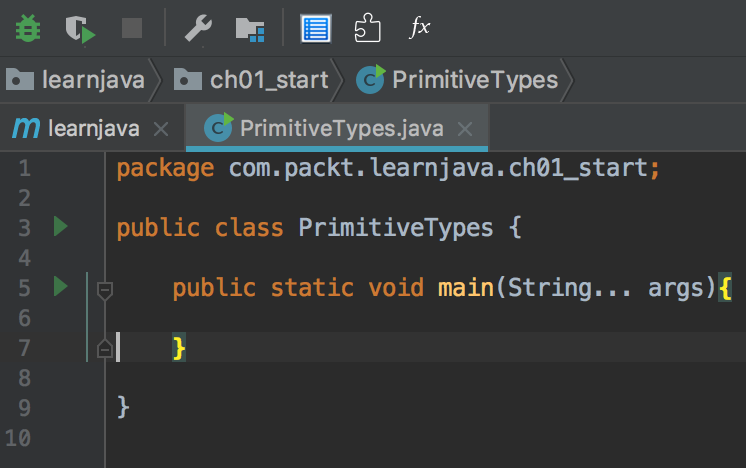 fx
learnjava ch01_start PrimitiveTypes
m learnjava × C PrimitiveTypes.java ×
1 package com.packt.learnjava.ch01_start;
2
3 public class PrimitiveTypes {
4
5 public static void main(String... args){
6
7 }
8
9 }
10